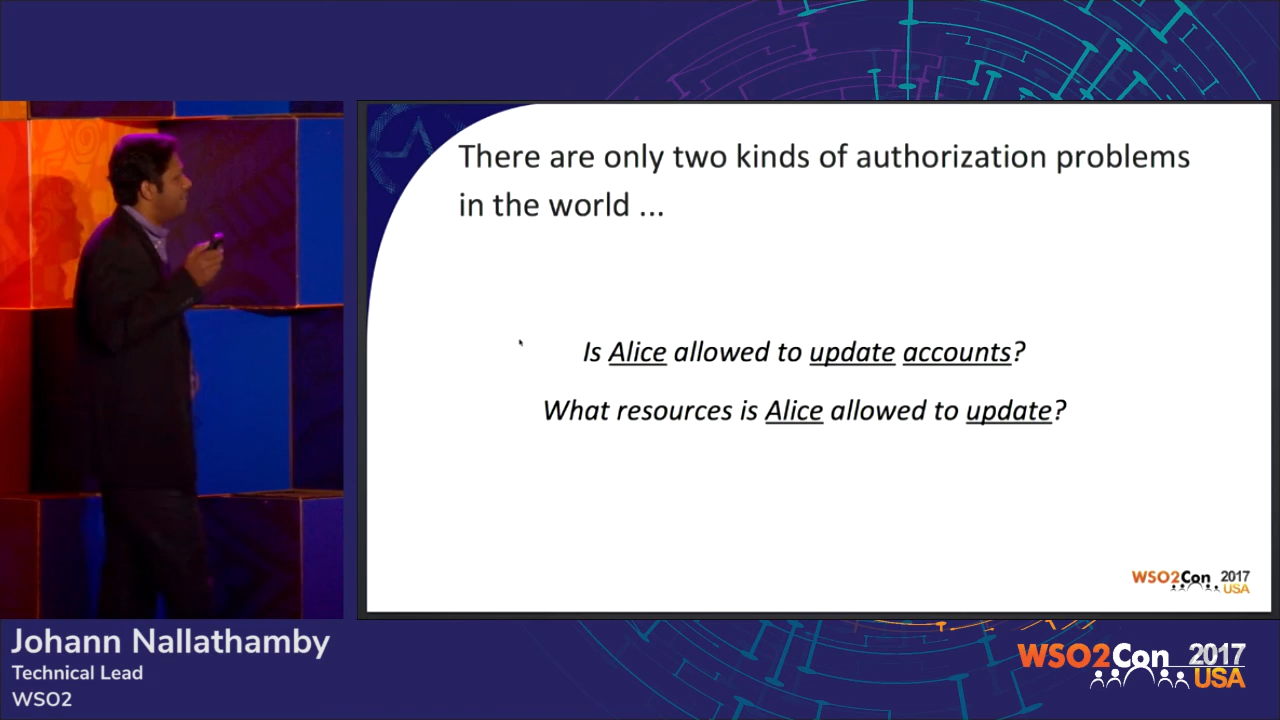 There are only two kinds of authorization problems
in the world ...
Is Alice allowed to update accounts?
What resources is Alice allowed to update?
WSO2Con 2017
USA
Johann Nallathamby
Technical Lead
WSO2
WSO2Con 2017
USA